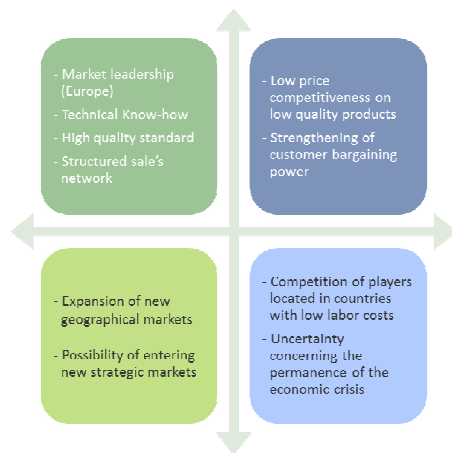 - Market leadership
(Europe)
- Technical Know-how
- High quality standard
- Structured sale's
network
- Low price
competitiveness on
low quality products
- Strengthening of
customer bargaining
power
- Expansion of new
geographical markets
- Possibility of entering
new strategic markets
- Competition of players
located in countries
with low labor costs
- Uncertainty
concerning the
permanence of the
economic crisis